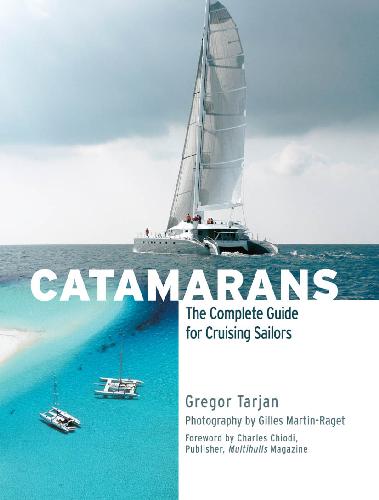 CATAMARANS
The Complete Guide
for Cruising Sailors
Gregor Tarjan
Photography by Gilles Martin-Raget
Foreword by Charles Chiodi,
Publisher, Multihulls Magazine